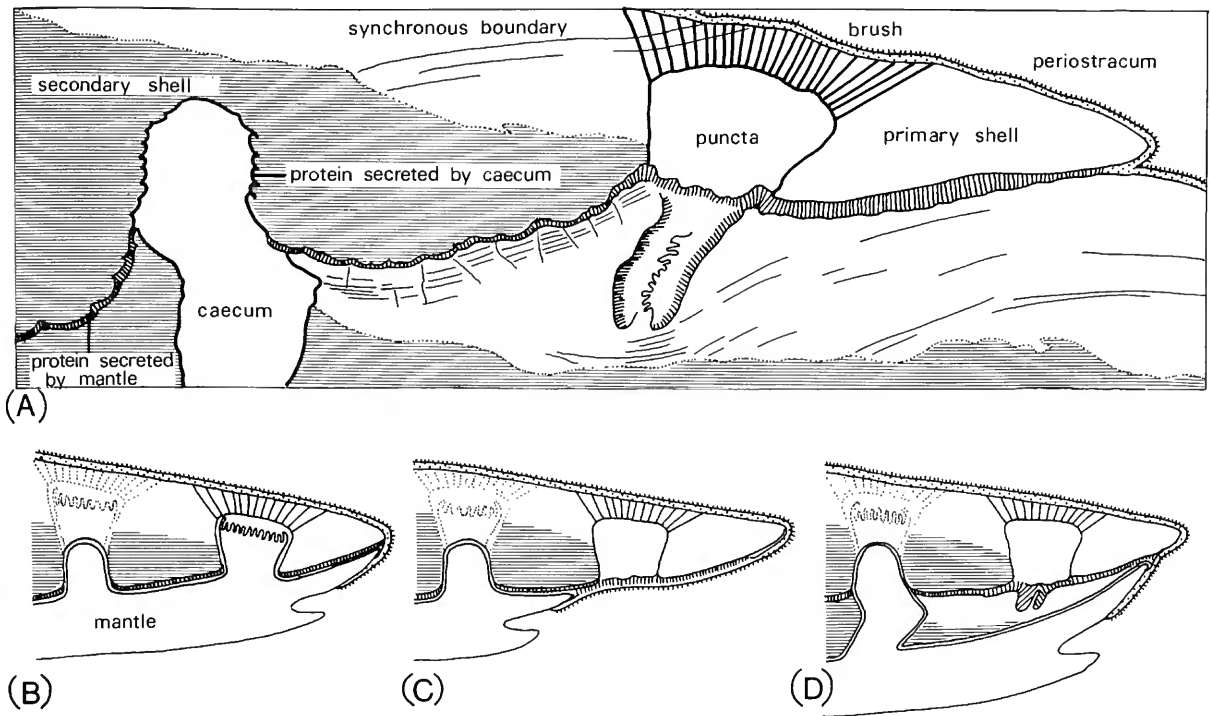 synchronous boundary
brush
periostracum
secondary shell
puncta
primary shell
protein secreted by caecum
caecum
protein secreted
by mantle
(A)
mantle
(B)
(C)
(D)